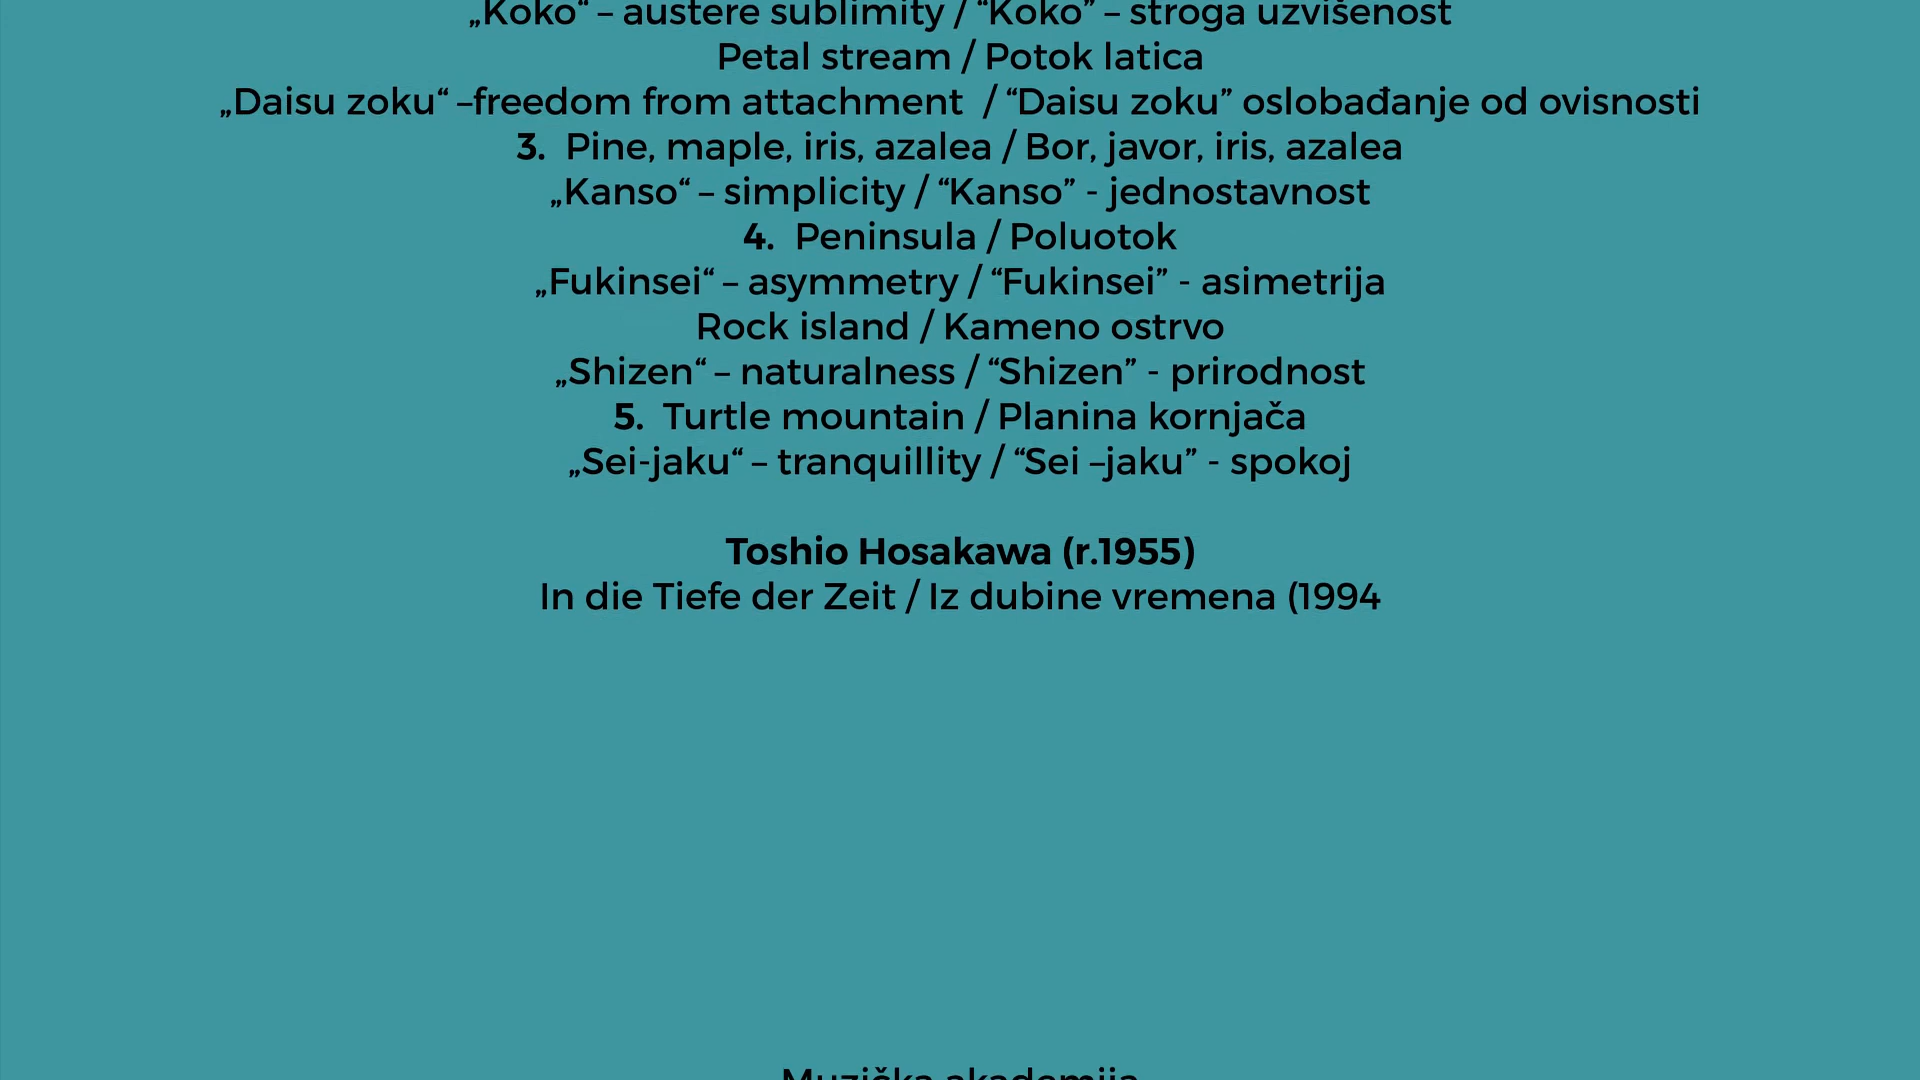 „Koko“ – austere sublimity / “Koko” – stroga uzvišenost
Petal stream / Potok latica
„Daisu zoku“ –freedom from attachment  / “Daisu zoku” oslobađanje od ovisnosti
3.  Pine, maple, iris, azalea / Bor, javor, iris, azalea
„Kanso“ – simplicity / “Kanso” - jednostavnost
4.  Peninsula / Poluotok
„Fukinsei“ – asymmetry / “Fukinsei” - asimetrija
Rock island / Kameno ostrvo
„Shizen“ – naturalness / “Shizen” - prirodnost
5.  Turtle mountain / Planina kornjača
„Sei-jaku“ – tranquillity / “Sei –jaku” - spokoj
Toshio Hosakawa (r.1955)
In die Tiefe der Zeit / Iz dubine vremena (1994
Muzička akademija